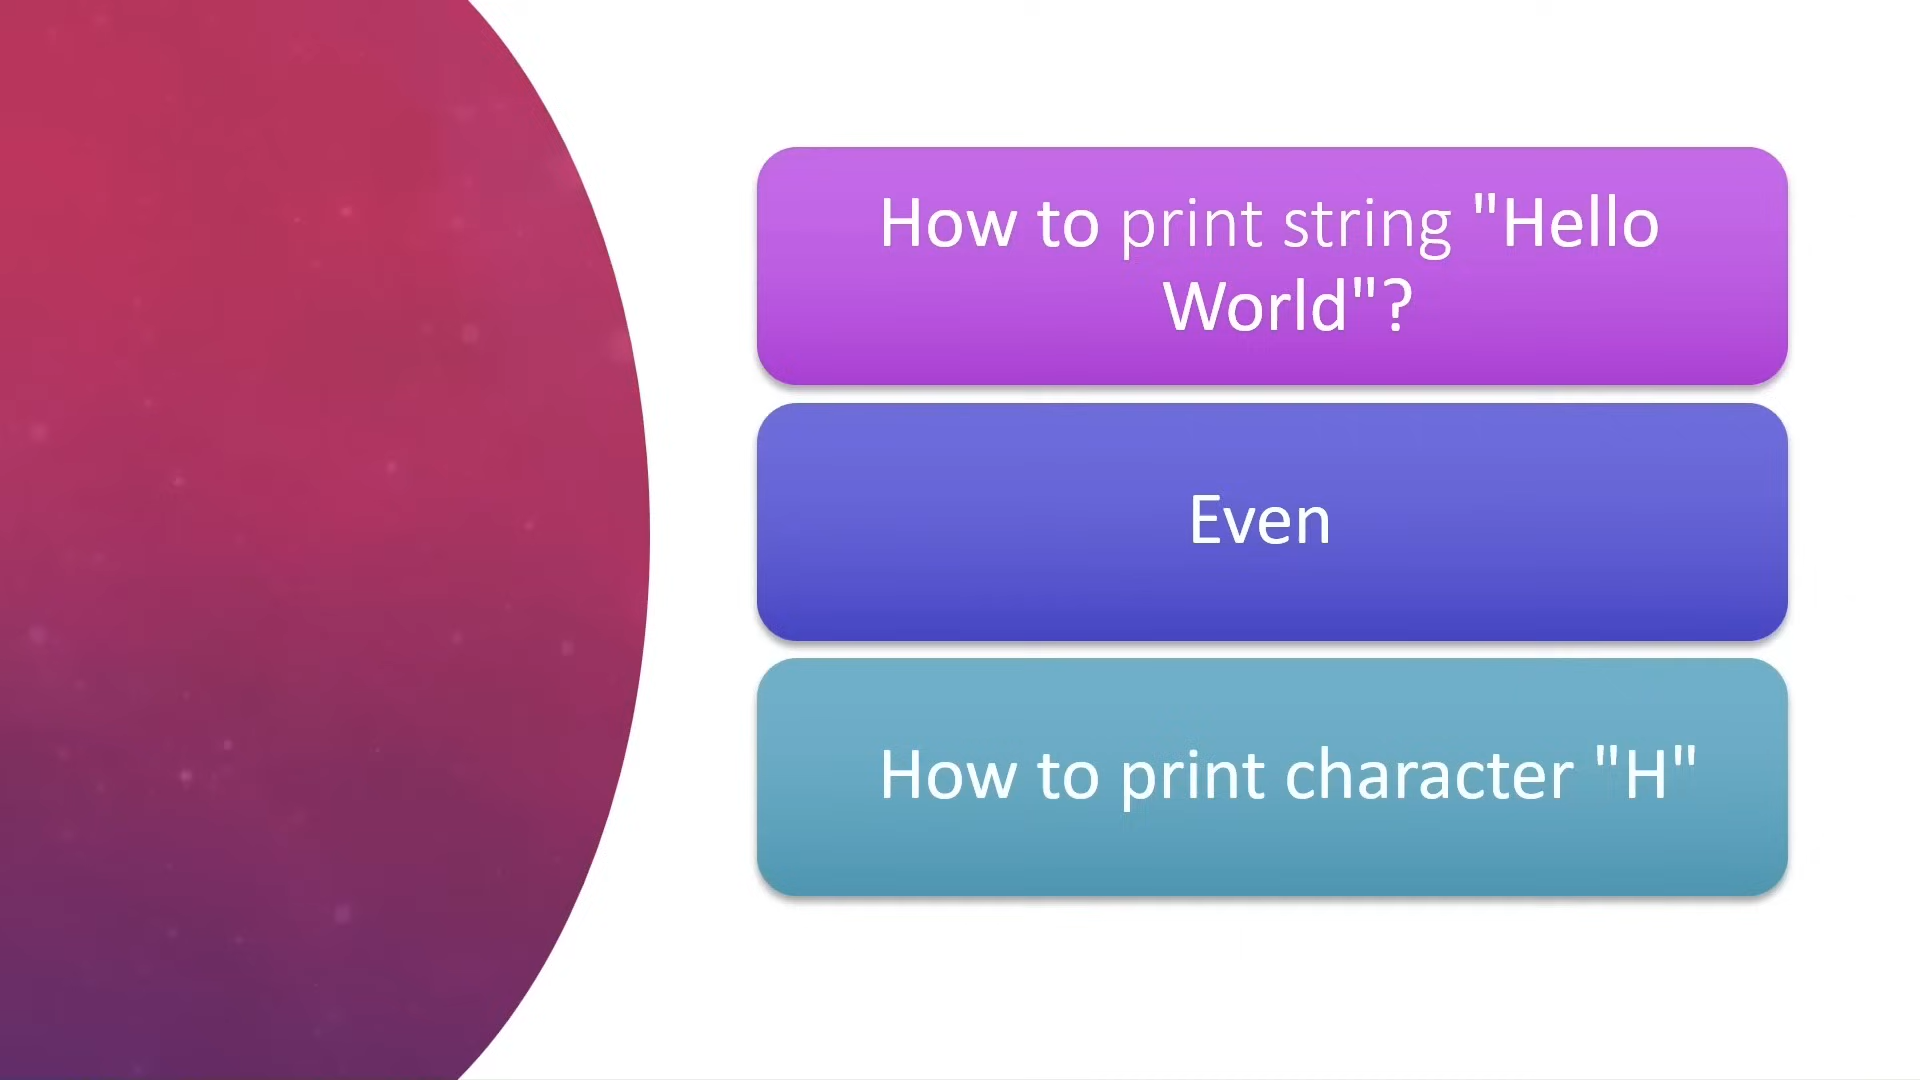 How to print string "Hello
World"?
Even
How to print character "H"